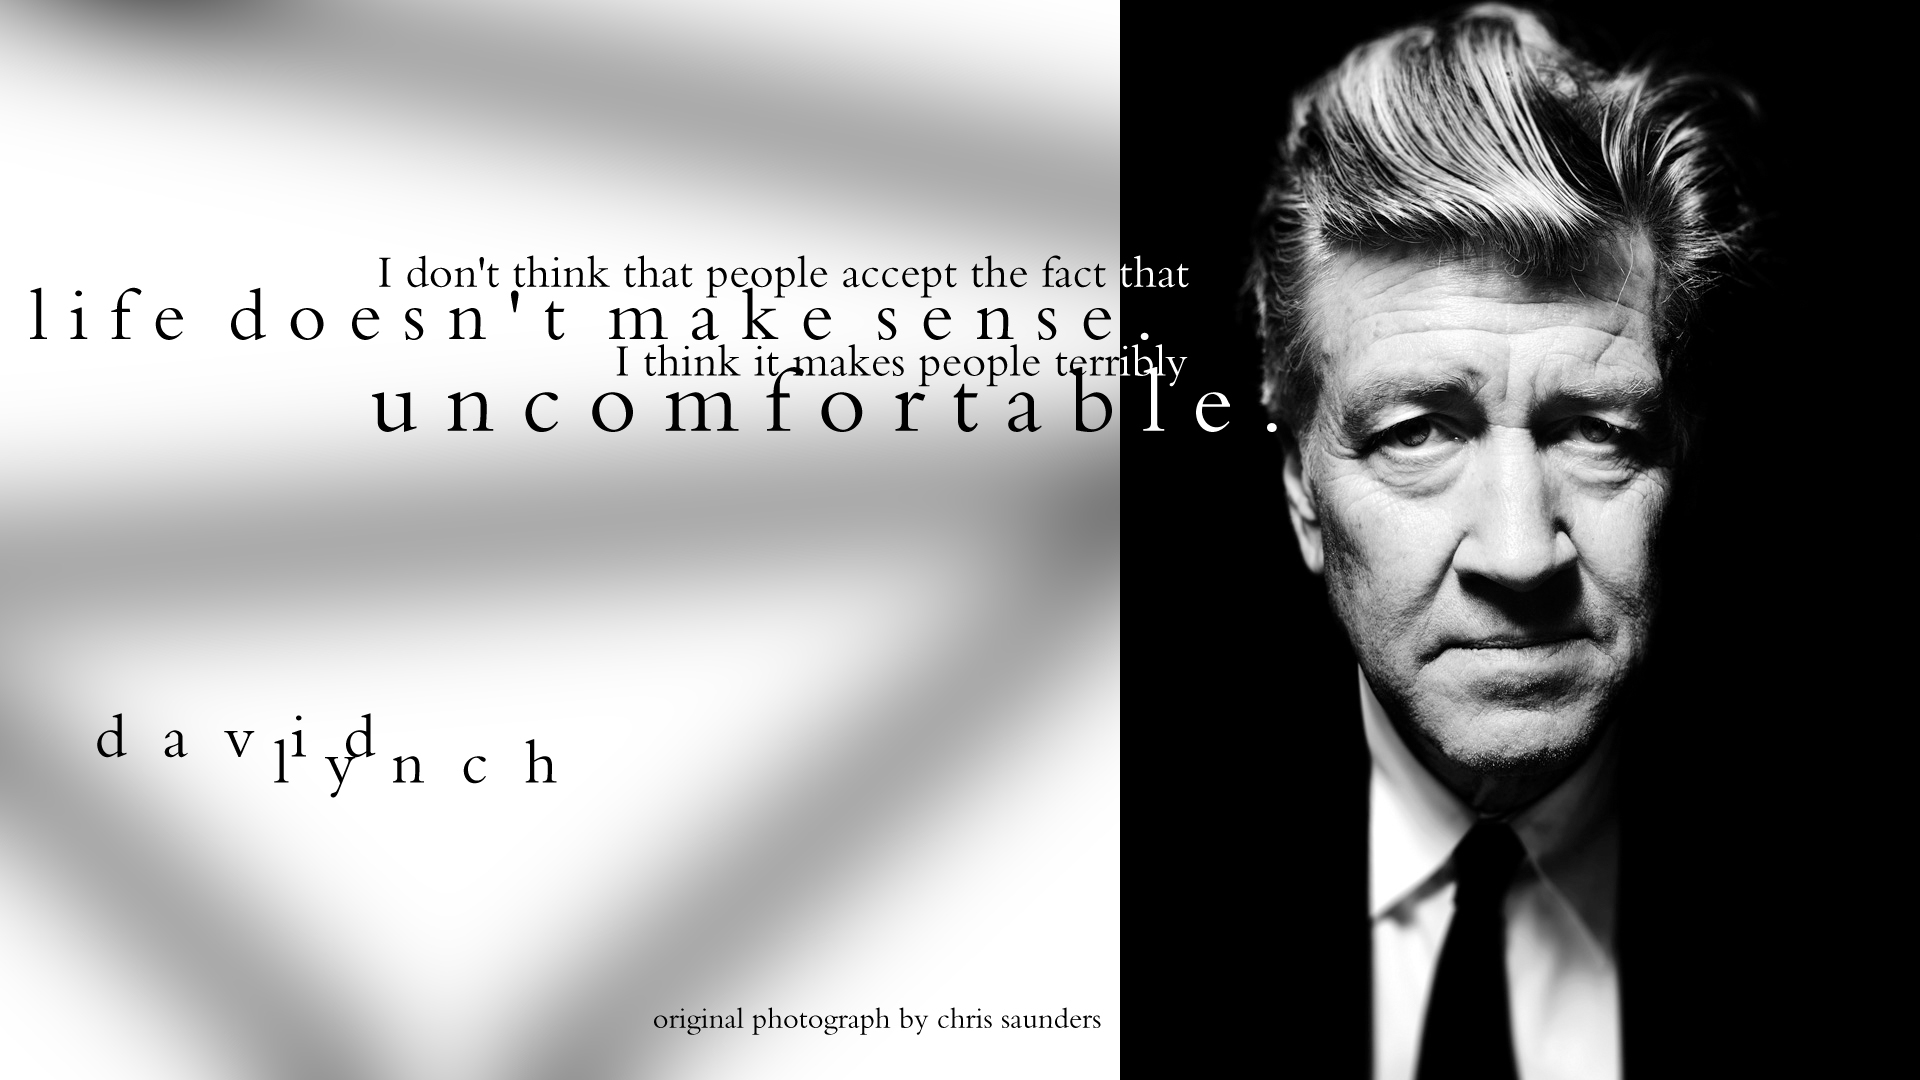 I don't think that people accept the fact that
life doesn't make sense.
I think it makes people terribly
uncomfortable.
david
lynch
original photograph by chris saunders